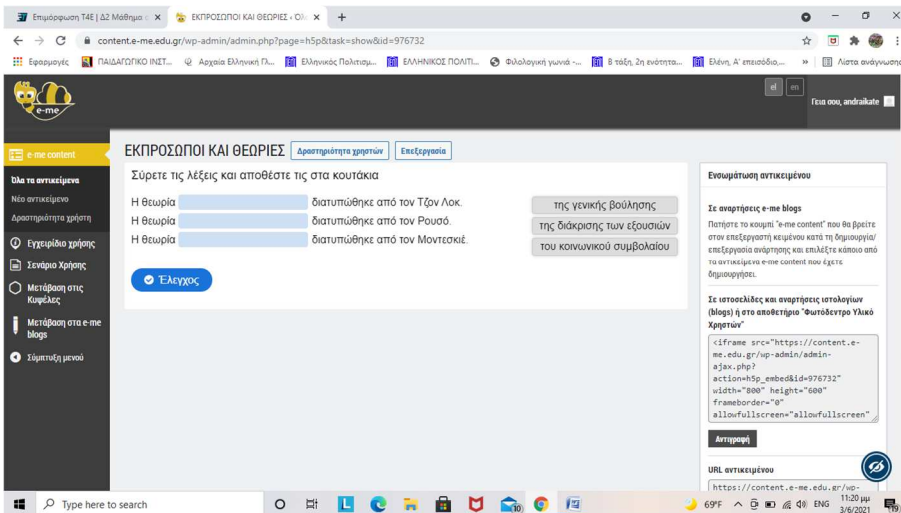 Επιμόρφωση T4E | Δ2 Μάθημα
ΕΚΠΡΟΣΩΠΟΙ ΚΑΙ ΘΕΩΡΙΕΣ
content.e-me.edu.gr/wp-admin/admin.php?page=h5p&task=show&id=976732
Εφαρμογές
ΠΑΙΔΑΓΩΓΙΚΟ ΙΝΣΤ...
Αρχαία Ελληνική Γλ...
Ελληνικός Πολιτισμ...
ΕΛΛΗΝΙΚΟΣ ΠΟΛΙΤΙ...
Φιλολογική γωνιά -...
Β τάξη, 2η ενότητα...
Ελένη, Α' επεισόδιο,...
»
Λίστα ανάγνωσης
e-me
el
en
Γεια σου, andraikate
e-me content
Όλα τα αντικείμενα
Νέο αντικείμενο
Δραστηριότητα χρήστη
Εγχειρίδιο χρήσης
Σενάριο Χρήσης
Μετάβαση στις
Κυψέλες
Μετάβαση στα e-me
blogs
Σύμπτυξη μενού
ΕΚΠΡΟΣΩΠΟΙ ΚΑΙ ΘΕΩΡΙΕΣ
Δραστηριότητα χρηστών
Επεξεργασία
Σύρετε τις λέξεις και αποθέστε τις στα κουτάκια
Η θεωρία διατυπώθηκε από τον Τζον Λοκ.
Η θεωρία διατυπώθηκε από τον Ρουσό.
Η θεωρία διατυπώθηκε από τον Μοντεσκιέ.
της γενικής βούλησης
της διάκρισης των εξουσιών
του κοινωνικού συμβολαίου
Έλεγχος
Ενσωμάτωση αντικειμένου
Σε αναρτήσεις e-me blogs
Πατήστε το κουμπί "e-me content" που θα βρείτε
στον επεξεργαστή κειμένου κατά τη δημιουργία/
επεξεργασία ανάρτησης και επιλέξτε κάποιο από
τα αντικείμενα e-me content που έχετε
δημιουργήσει.
Σε ιστοσελίδες και αναρτήσεις ιστολογίων
(blogs) ή στο αποθετήριο "Φωτόδεντρο Υλικό
Χρηστών"
<iframe src="https://content.e-
me.edu.gr/wp-admin/admin-
ajax.php?
action=h5p_embed&id=976732"
width="800" height="600"
frameborder="0"
allowfullscreen="allowfullscreen"
Αντιγραφή
URL αντικειμένου
https://content.e-me.edu.gr/wp-
Type here to search
69°F
ENG
11:20 μμ
3/6/2021